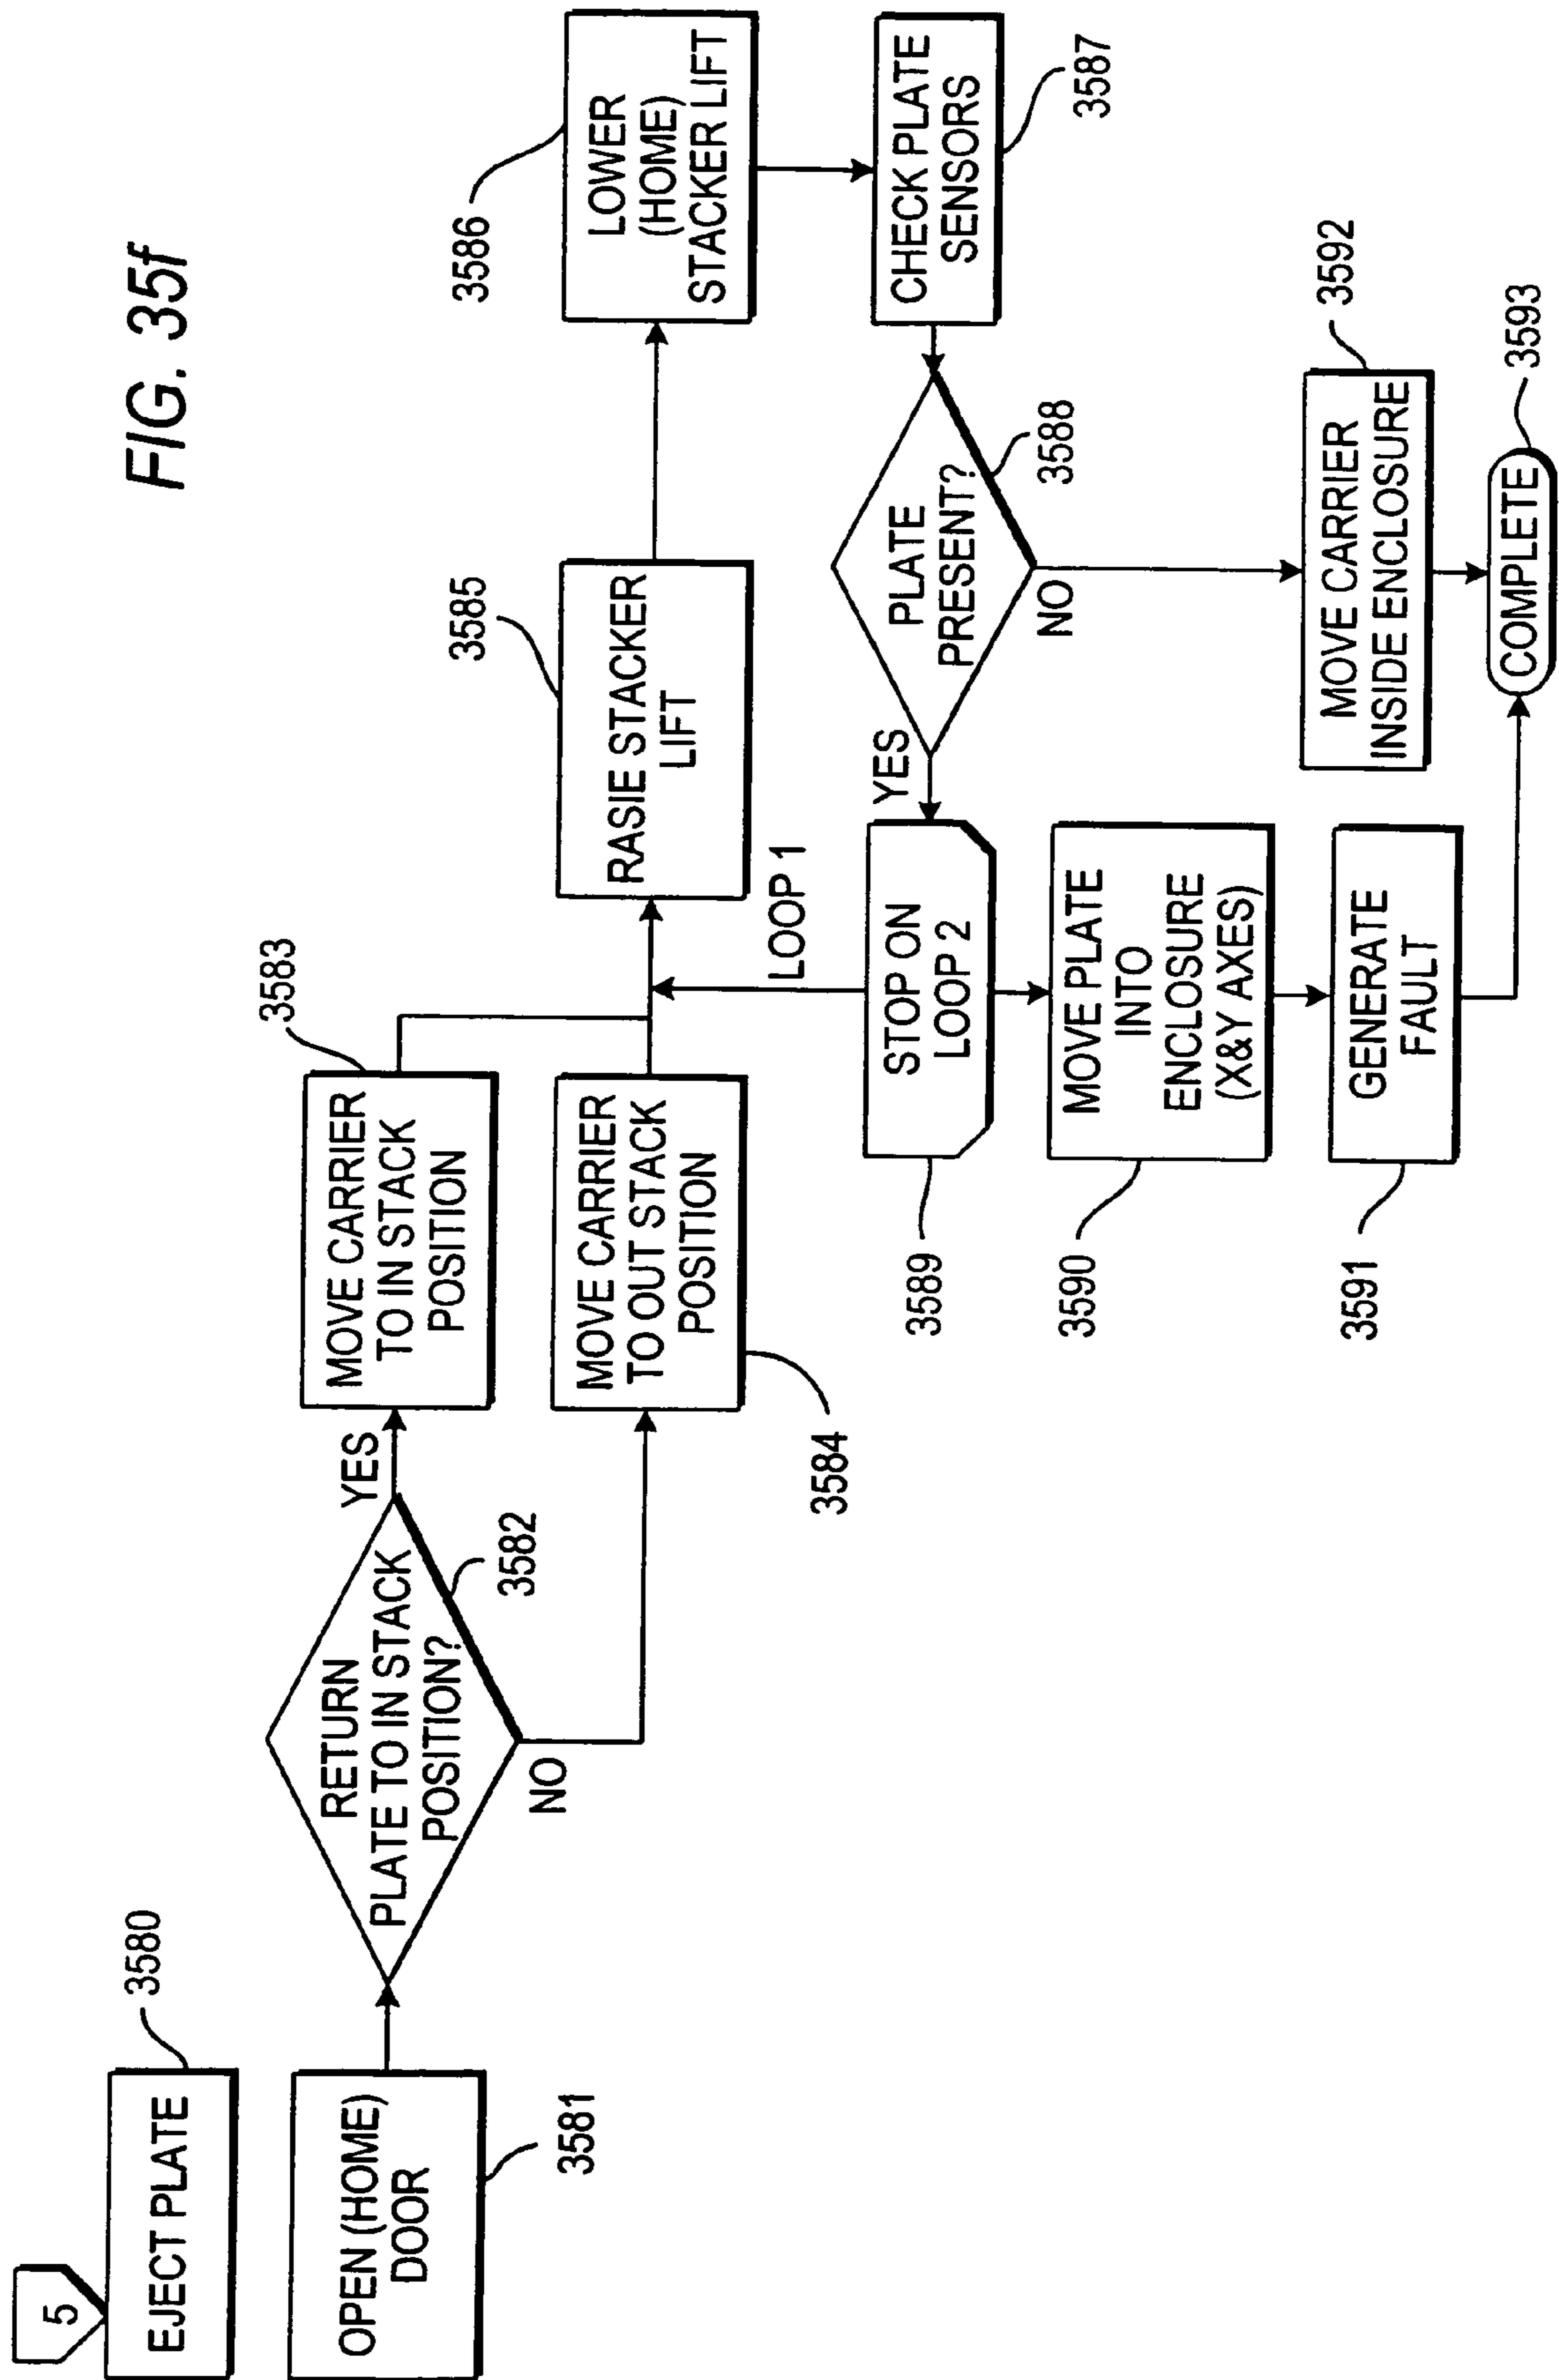 FIG. 35f
5
EJECT PLATE
3580
OPEN (HOME)
DOOR
3581
RETURN
PLATE TO IN STACK
POSITION?
3582
YES
NO
MOVE CARRIER
TO IN STACK
POSITION
3583
MOVE CARRIER
TO OUT STACK
POSITION
3584
RASIE STACKER
LIFT
3585
LOWER
(HOME)
STACKER LIFT
3586
CHECK PLATE
SENSORS
3587
PLATE
PRESENT?
3588
YES
NO
LOOP 1
STOP ON
LOOP 2
3589
MOVE PLATE
INTO
ENCLOSURE
(X&Y AXES)
3590
GENERATE
FAULT
3591
MOVE CARRIER
INSIDE ENCLOSURE
3592
COMPLETE
3593